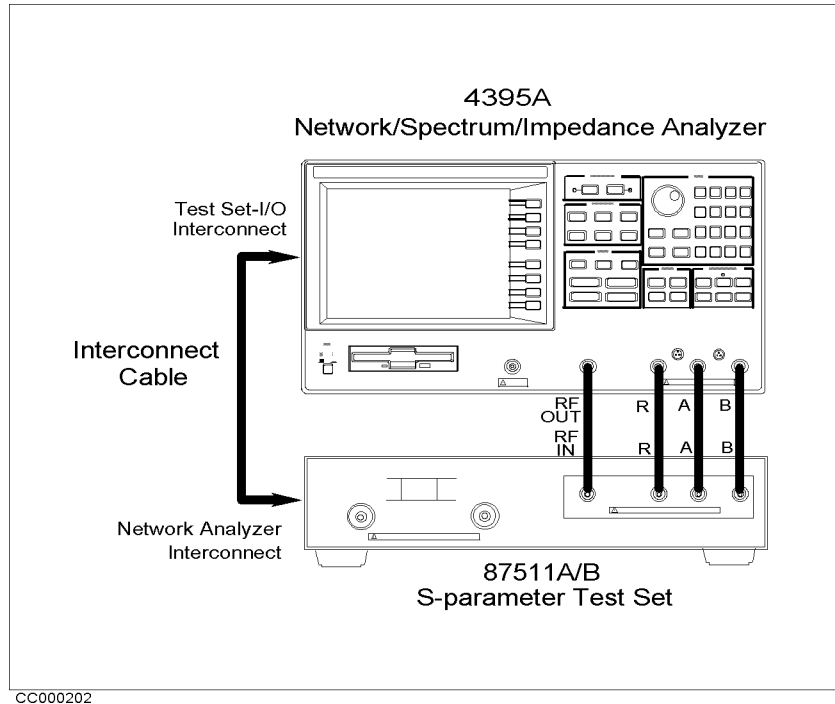 4395A
Network/Spectrum/Impedance Analyzer
Test Set-I/O
Interconnect
Interconnect
Cable
RF
OUT
R
A
B
RF
IN
R
A
B
Network Analyzer
Interconnect
87511A/B
S-parameter Test Set
CC000202